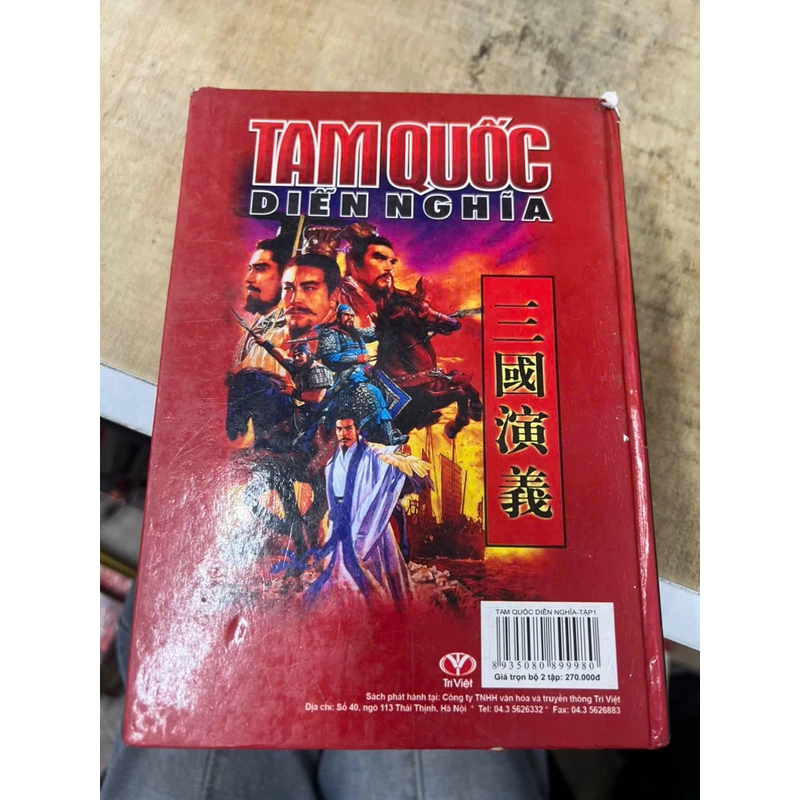 TAM QUỐC
DIỄN NGHĨA
三國演義
TAM QUỐC DIỄN NGHĨA-TẬP1
8935080899980
Giá trọn bộ 2 tập: 270.000đ
Trí Việt
Sách phát hành tại: Công ty TNHH văn hóa và truyền thông Trí Việt
Địa chỉ: Số 40, ngõ 113 Thái Thịnh, Hà Nội * Tel: 04.3 5626332 * Fax: 04.3 5626883